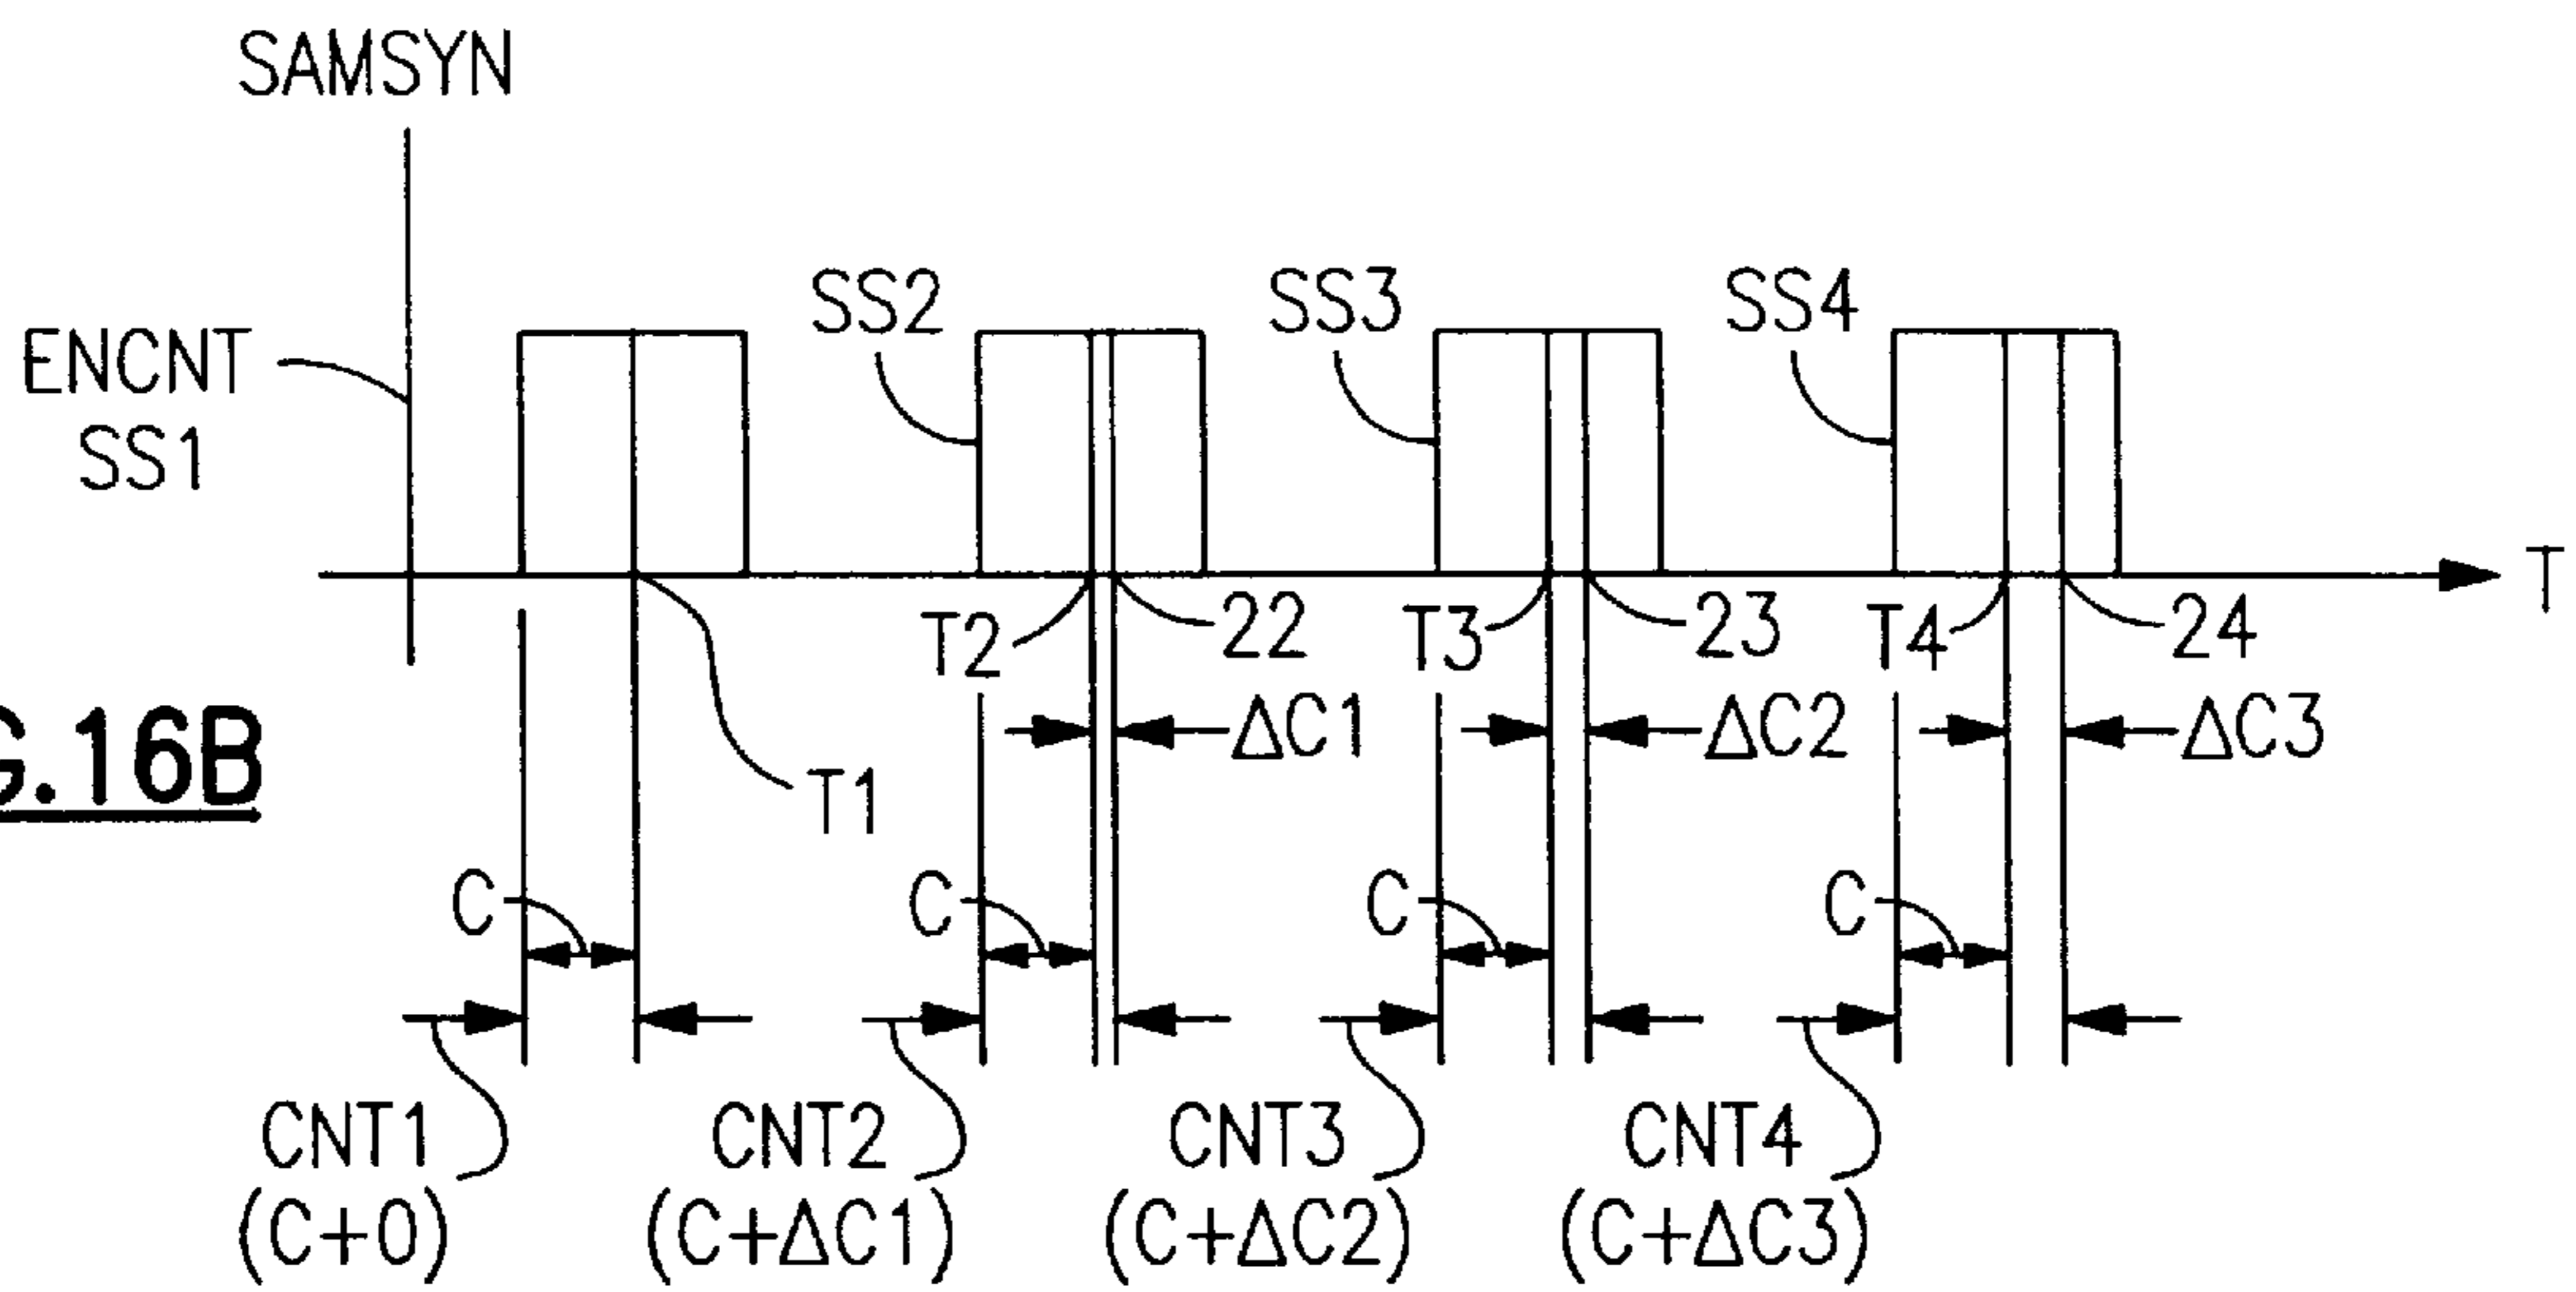 SAMSYN
ENCNT
SS1
SS2
SS3
SS4
T
T2
22
T3
23
T4
24
ΔC1
ΔC2
ΔC3
G.16B
T1
C
C
C
C
CNT1
(C+0)
CNT2
(C+ΔC1)
CNT3
(C+ΔC2)
CNT4
(C+ΔC3)